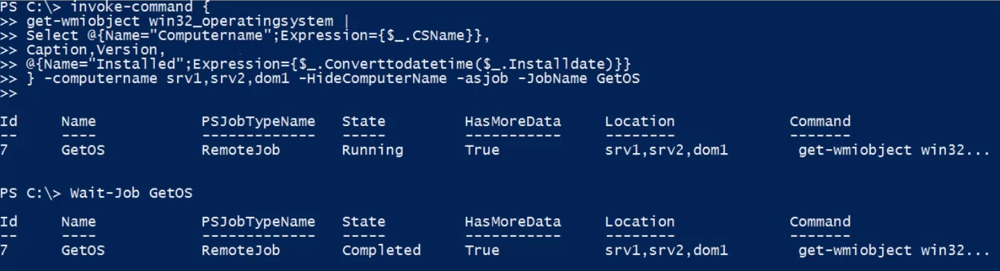 PS C:\> invoke-command {
>> get-wmiobject win32_operatingsystem |
>> Select @{Name="Computername";Expression={$_.CSName}},
>> Caption,Version,
>> @{Name="Installed";Expression={$_.Converttodatetime($_.Installdate)}}
>> } -computername srv1,srv2,dom1 -HideComputerName -asjob -JobName GetOS
>>
Id Name PSJobTypeName State HasMoreData Location Command
-- ---- ------------- ----- ----------- -------- -------
7 GetOS RemoteJob Running True srv1,srv2,dom1 get-wmiobject win32...
PS C:\> Wait-Job GetOS
Id Name PSJobTypeName State HasMoreData Location Command
-- ---- ------------- ----- ----------- -------- -------
7 GetOS RemoteJob Completed True srv1,srv2,dom1 get-wmiobject win32...